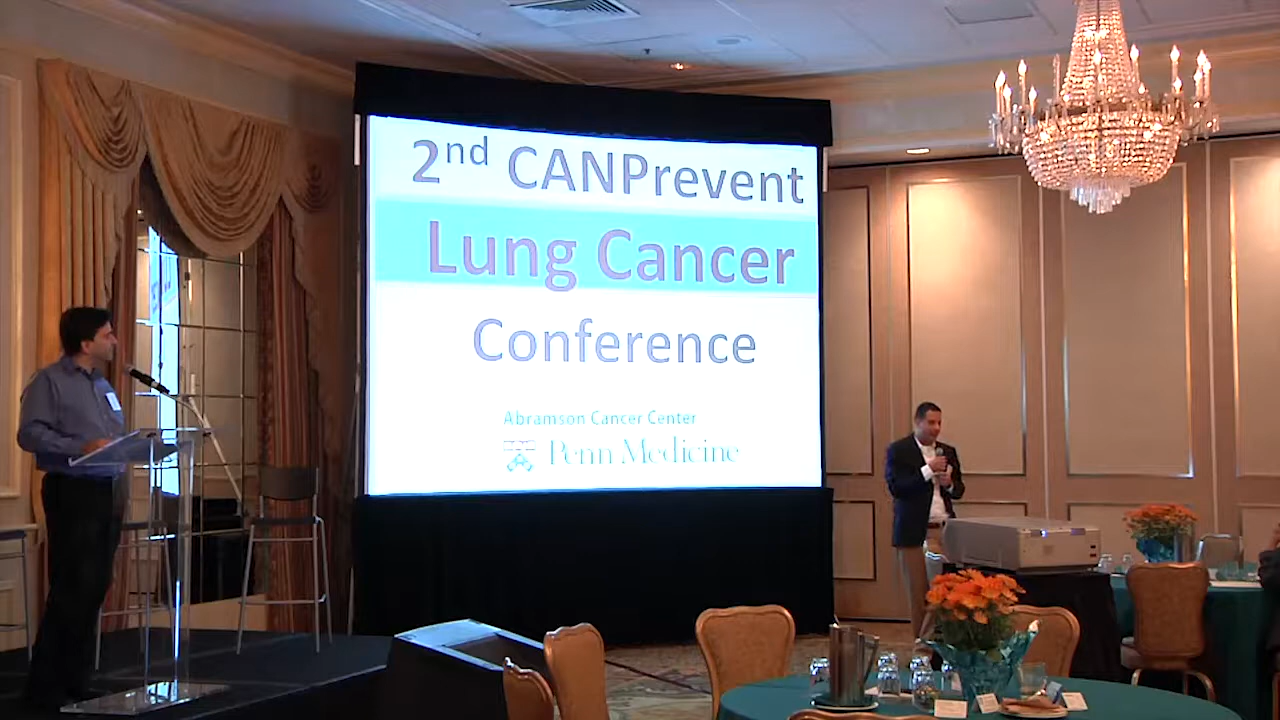 2nd CANPrevent
Lung Cancer
Conference
Abramson Cancer Center
Penn Medicine